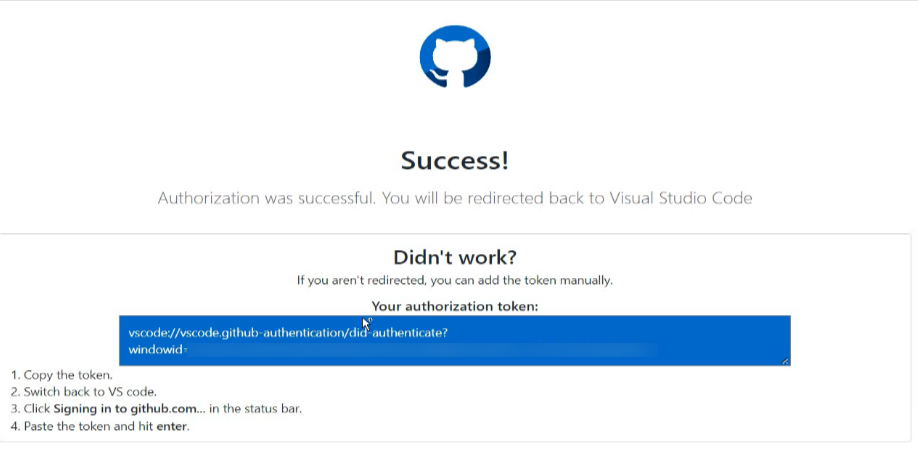 Success!
Authorization was successful. You will be redirected back to Visual Studio Code
Didn't work?
If you aren't redirected, you can add the token manually.
Your authorization token:
vscode://vscode.github-authentication/did-authenticate?
windowid=
1. Copy the token.
2. Switch back to VS code.
3. Click Signing in to github.com... in the status bar.
4. Paste the token and hit enter.